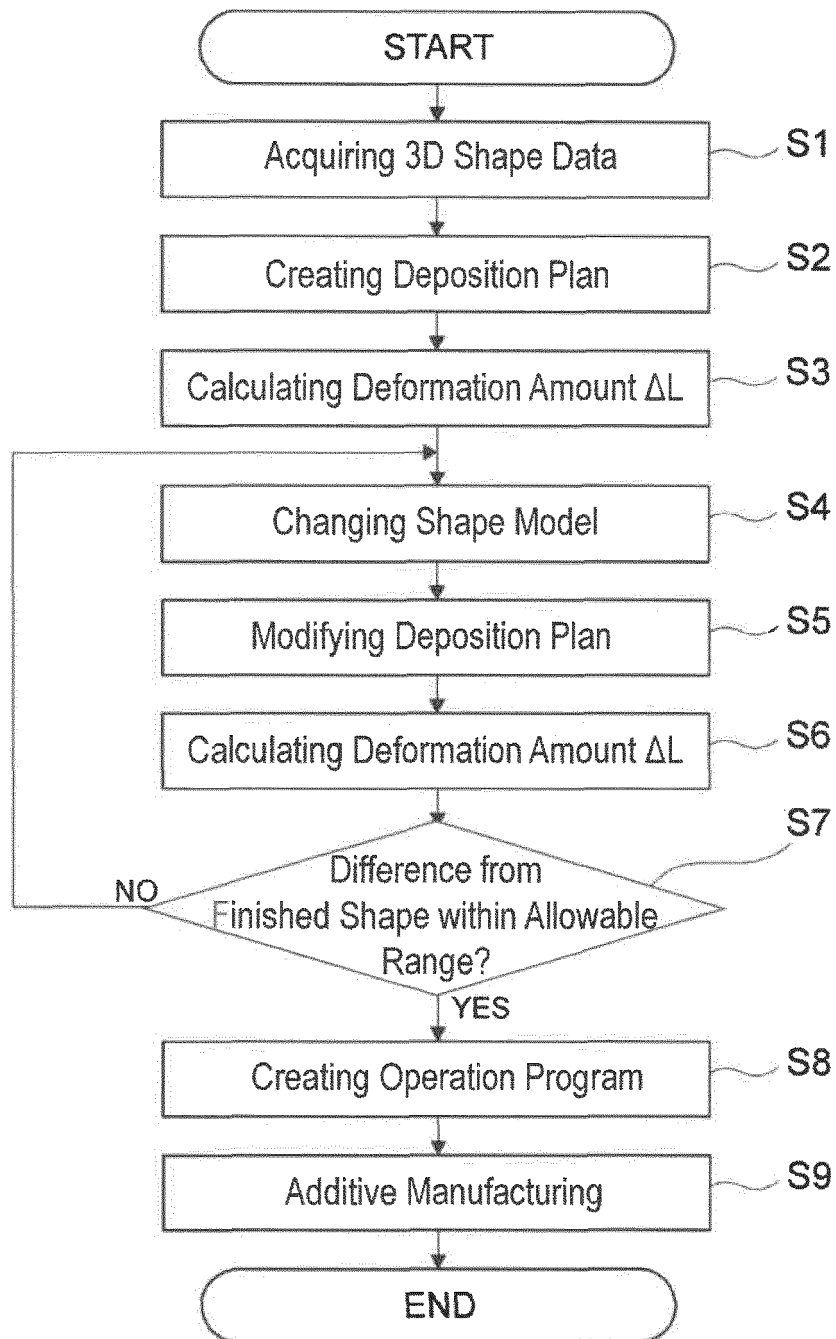 START
Acquiring 3D Shape Data
S1
Creating Deposition Plan
S2
Calculating Deformation Amount ΔL
S3
Changing Shape Model
S4
Modifying Deposition Plan
S5
Calculating Deformation Amount ΔL
S6
S7
Difference from
NO
Finished Shape within Allowable
Range?
YES
Creating Operation Program
S8
Additive Manufacturing
S9
END